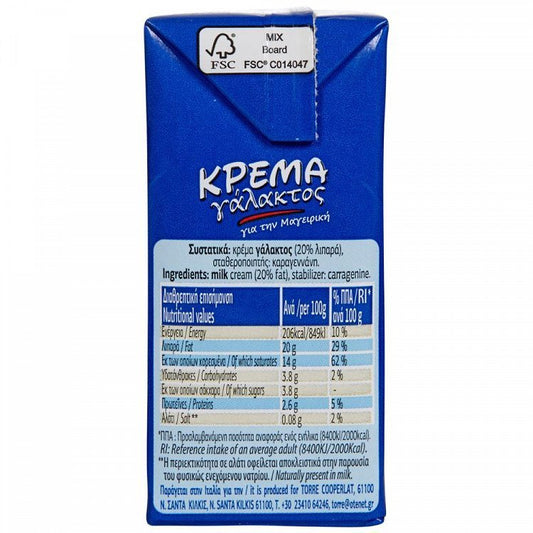 MIX
Board
FSC
FSC® C014047
ΚΡΕΜΑ
γάλακτος
για την Μαγειρική
Συστατικά: κρέμα γάλακτος (20% λιπαρά),
σταθεροποιητής: καραγεννάνη.
Ingredients: milk cream (20% fat), stabilizer: carragenine.
Διαθρεπτική επισήμανση
Nutritional values
Ανά /per 100g
% ΠΠΑ /RI*
ανά 100 g
Ενέργεια / Energy 206kcal/849kJ 10 %
Λιπαρά / Fat 20 g 29 %
Εκ των οποίων κορεσμένα / Of which saturates 14 g 62 %
Υδατάνθρακες / Carbohydrates 3.8 g 2 %
Εκ των οποίων σάκχαρα / Of which sugars 3.8 g -
Πρωτεΐνες / Proteins 2.6 g 5 %
Αλάτι / Salt** 0.08 g 2 %
*ΠΠΑ : Προσλαμβανόμενη ποσότητα αναφοράς ενός ενήλικα (8400kJ/2000kcal).
RI: Reference intake of an average adult (8400KJ/2000Kcal).
**Η περιεκτικότητα σε αλάτι οφείλεται αποκλειστικά στην παρουσία
του φυσικώς ενεχόμενου νατρίου. / Naturally present in milk.
Παράγεται στην Ιταλία για την / it is produced for TORRE COOPERLAT, 61100
Ν. ΣΑΝΤΑ ΚΙΛΚΙΣ, N. SANTA KILKIS 61100 T: +30 23410 64246, torre@otenet.gr